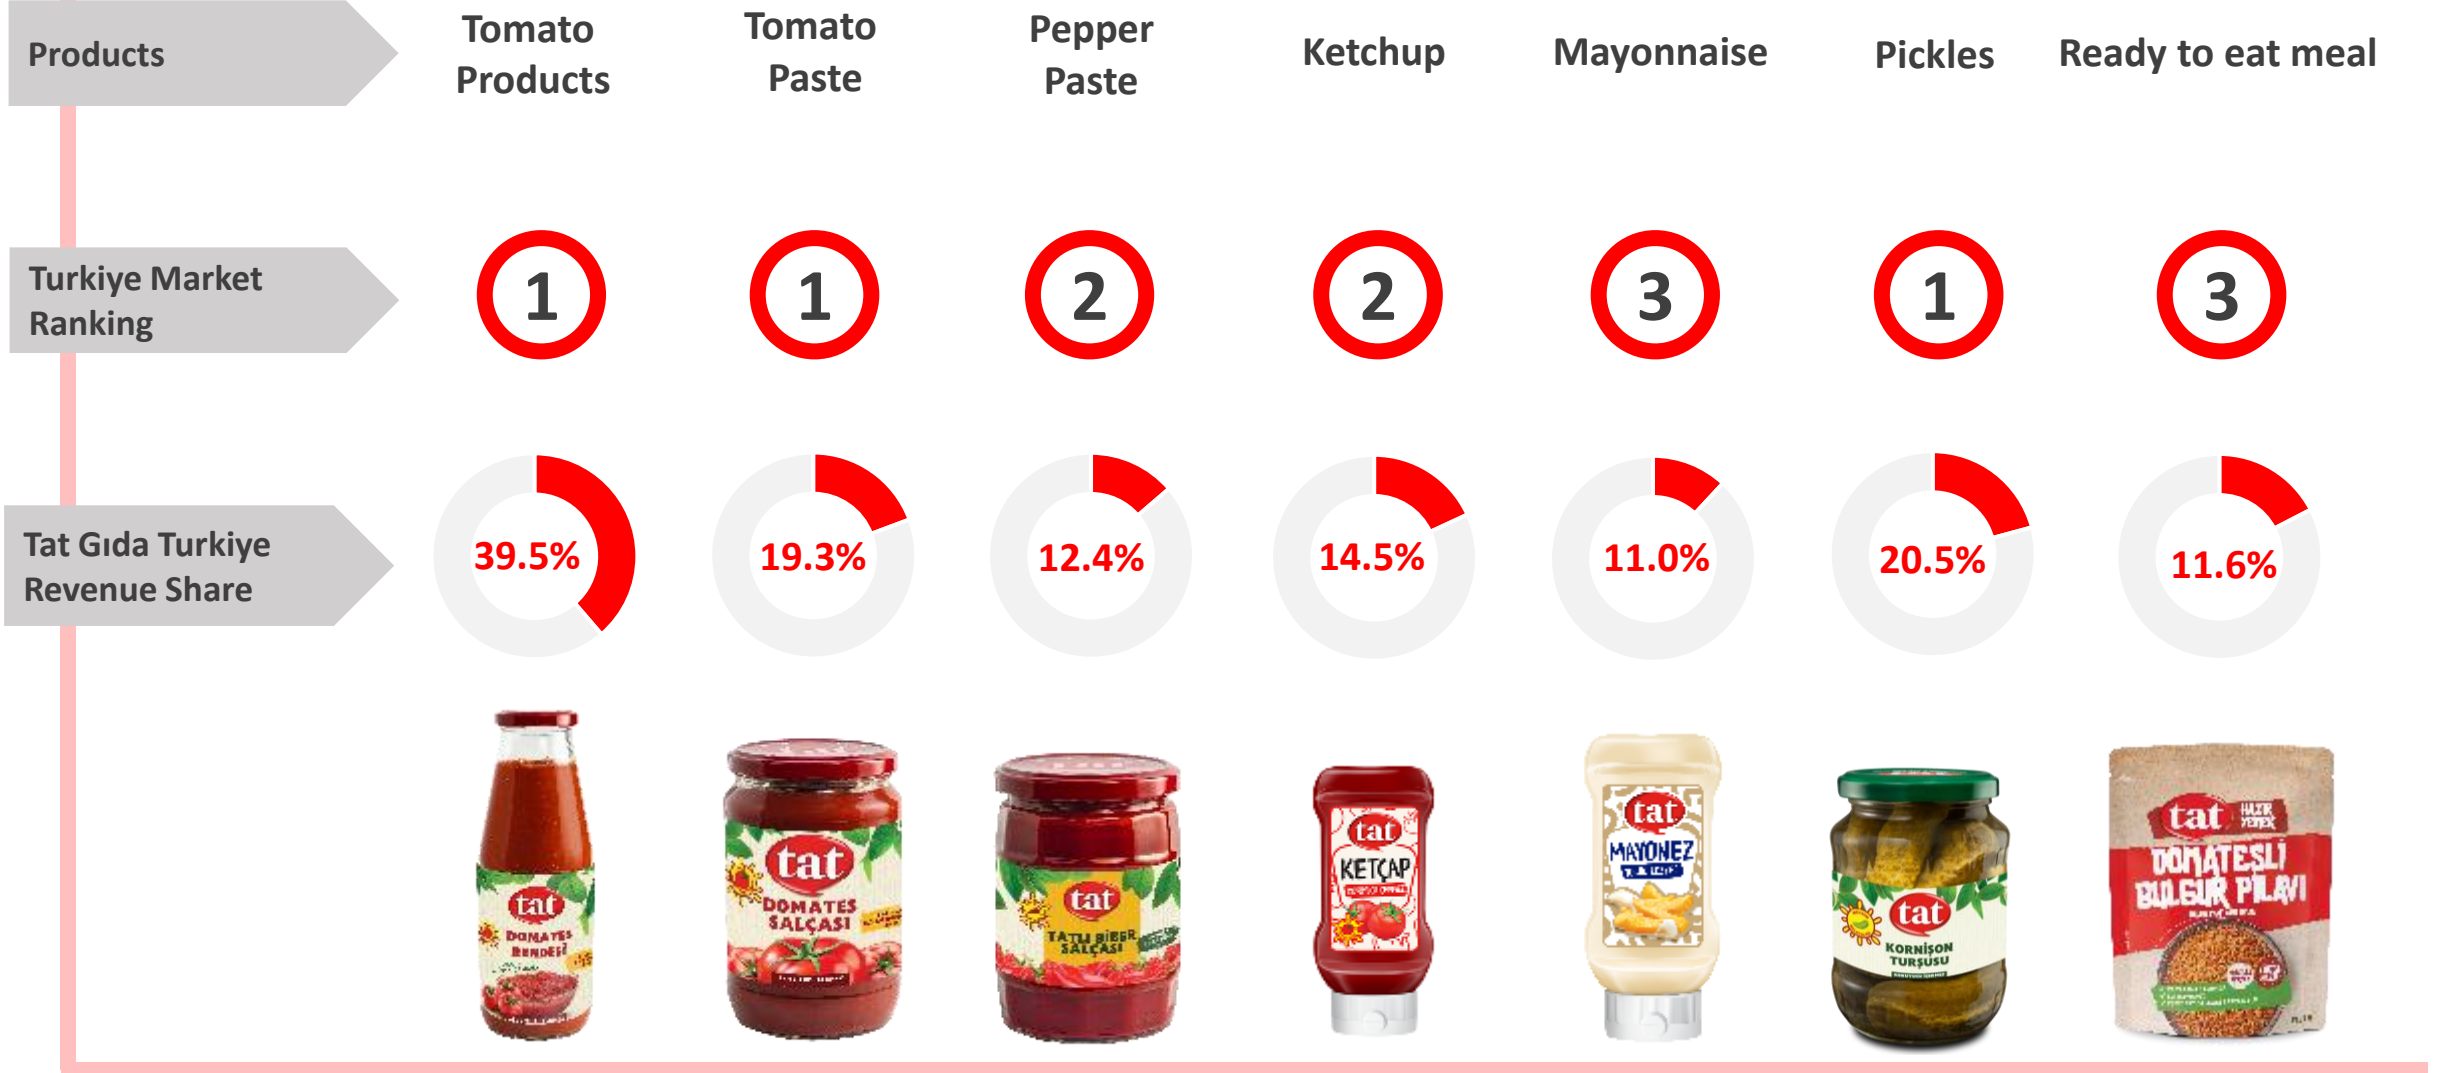 Products
Tomato
Products
Tomato
Paste
Pepper
Paste
Ketchup
Mayonnaise
Pickles
Ready to eat meal
Turkiye Market
Ranking
1
1
2
2
3
1
3
Tat Gıda Turkiye
Revenue Share
39.5%
19.3%
12.4%
14.5%
11.0%
20.5%
11.6%
tat
DOMATES
RENDESİ
tat
DOMATES
SALÇASI
tat
TATLI BİBER
SALÇASI
tat
KETÇAP
tat
MAYONEZ
tat
KORNİŞON
TURŞUSU
tat
HAZIR
YEMEK
DOMATESLİ
BULGUR PİLAVI